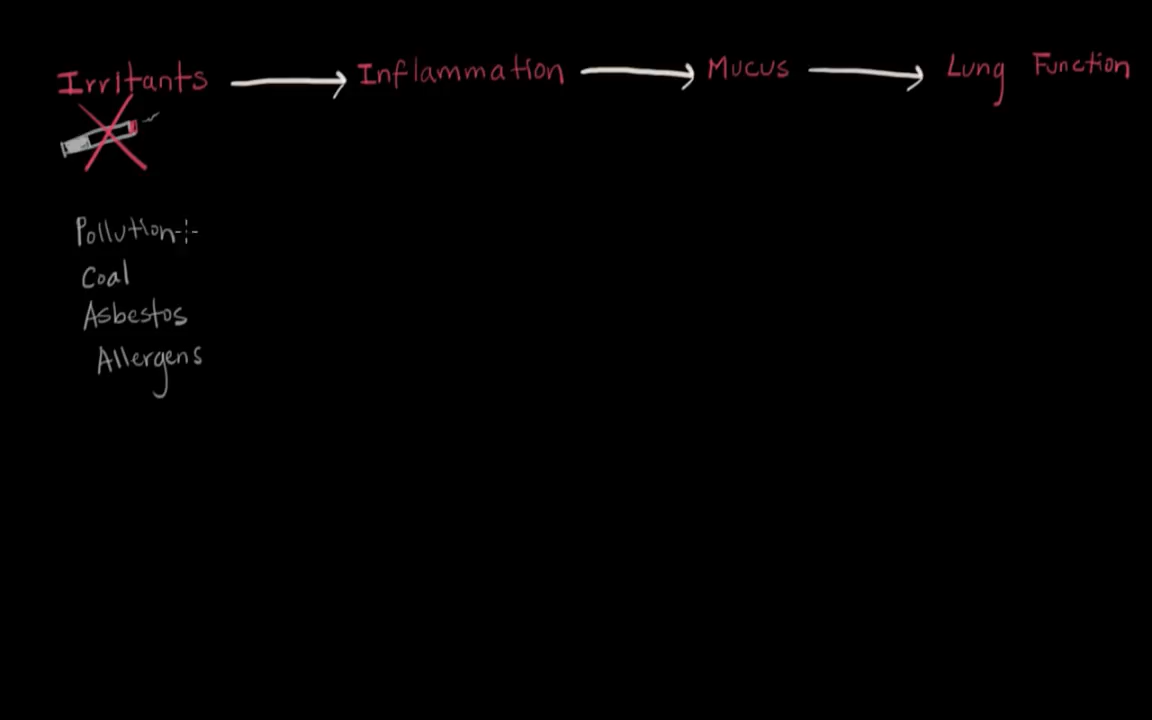 Irritants → Inflammation → Mucus → Lung Function
Pollution
Coal
Asbestos
Allergens